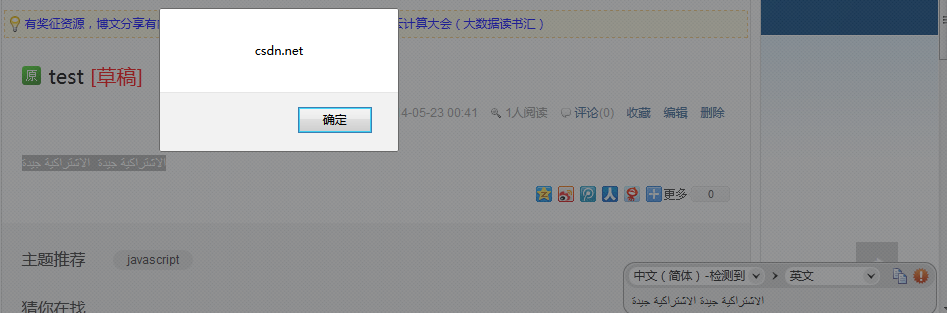 有奖征资源，博文分享有
云计算大会（大数据读书汇）
csdn.net
确定
原 test [草稿]
4-05-23 00:41 1人阅读 评论(0) 收藏 编辑 删除
الاشتراكية جيدة الاشتراكية جيدة
更多 0
主题推荐 javascript
中文（简体）-检测到 英文
الاشتراكية جيدة الاشتراكية جيدة
猜你在找